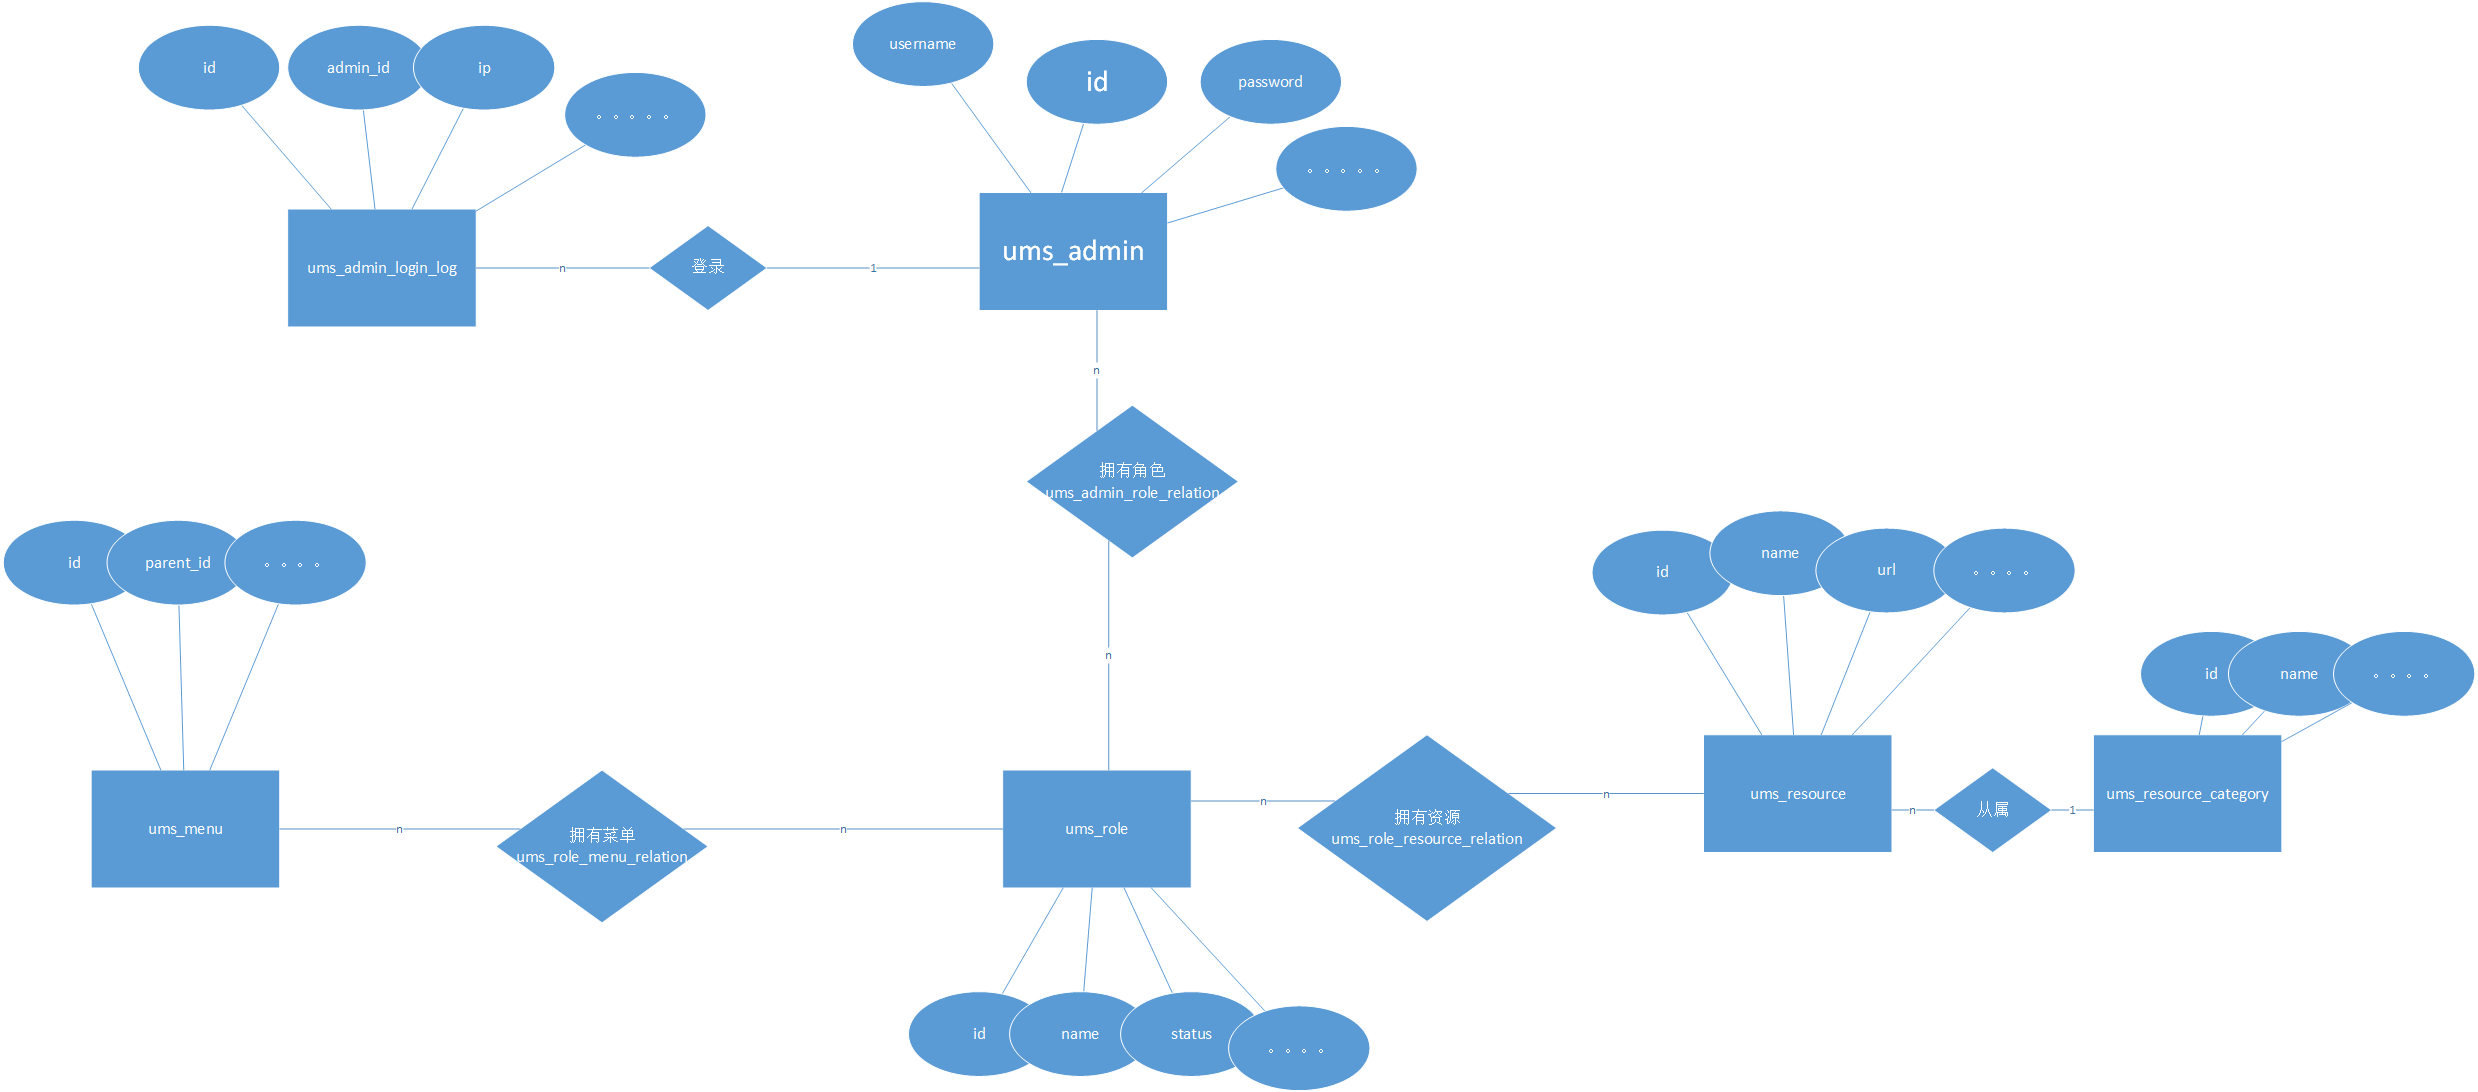 username
id
admin_id
ip
id
password
。。。。。
。。。。。
ums_admin_login_log
n
登录
1
ums_admin
n
拥有角色
ums_admin_role_relation
id
parent_id
。。。。
id
name
url
。。。。
n
id
name
。。。。
ums_menu
n
拥有菜单
ums_role_menu_relation
n
ums_role
n
拥有资源
ums_role_resource_relation
n
ums_resource
n
从属
1
ums_resource_category
id
name
status
。。。。